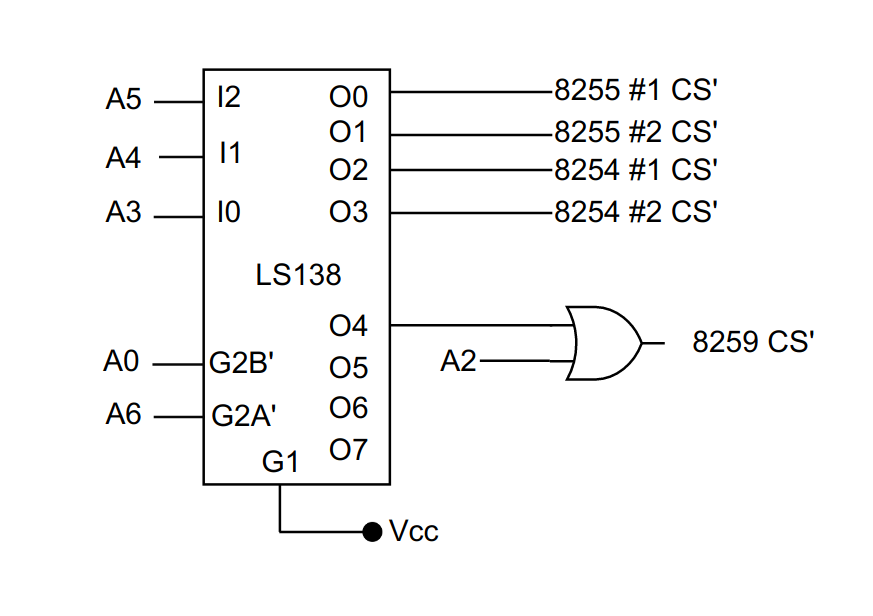 A5 I2 O0 8255 #1 CS'
O1 8255 #2 CS'
A4 I1 O2 8254 #1 CS'
A3 I0 O3 8254 #2 CS'
LS138
O4
A2 8259 CS'
A0 G2B' O5
A6 G2A' O6
O7
G1
Vcc